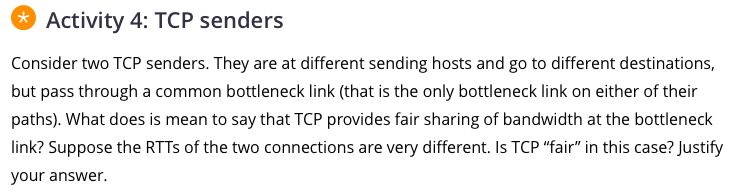 Activity 4: TCP senders
Consider two TCP senders. They are at different sending hosts and go to different destinations,
but pass through a common bottleneck link (that is the only bottleneck link on either of their
paths). What does is mean to say that TCP provides fair sharing of bandwidth at the bottleneck
link? Suppose the RTTs of the two connections are very different. Is TCP “fair” in this case? Justify
your answer.